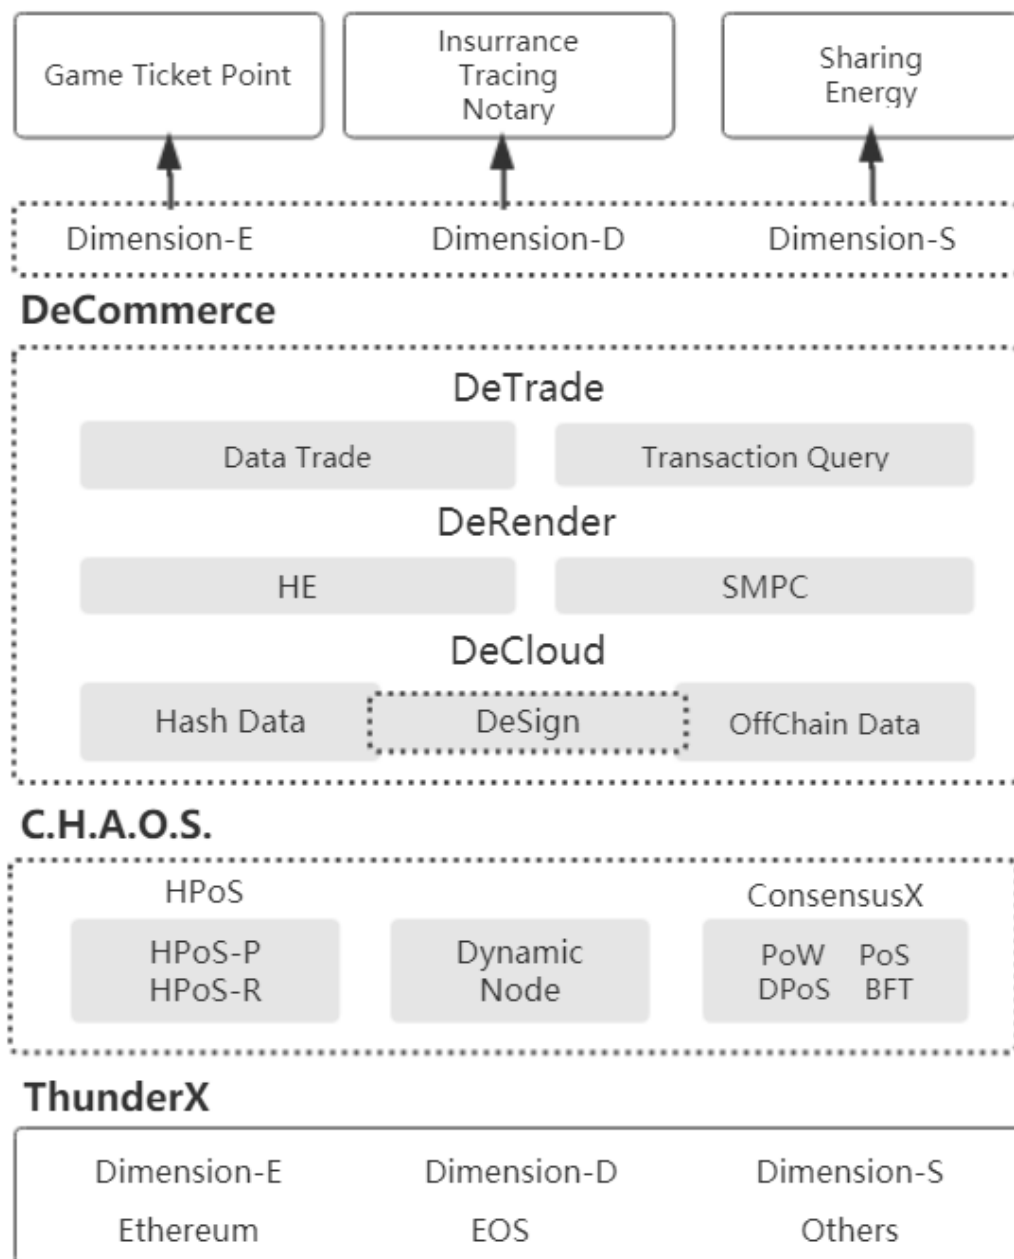 Game Ticket Point
Insurrance
Tracing
Notary
Sharing
Energy
Dimension-E Dimension-D Dimension-S
DeCommerce
DeTrade
Data Trade Transaction Query
DeRender
HE SMPC
DeCloud
Hash Data DeSign OffChain Data
C.H.A.O.S.
HPoS
HPoS-P
HPoS-R
Dynamic
Node
ConsensusX
PoW PoS
DPoS BFT
ThunderX
Dimension-E Dimension-D Dimension-S
Ethereum EOS Others